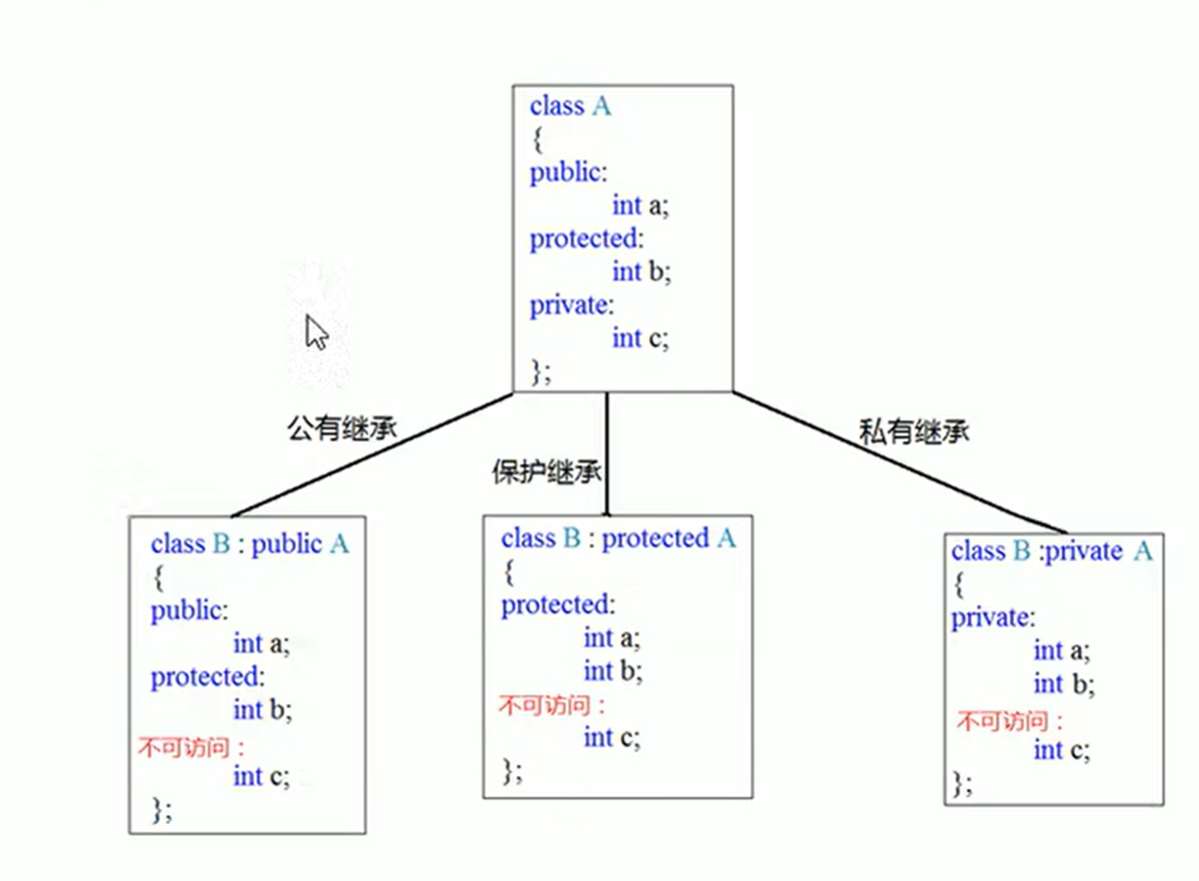 class A
{
public:
int a;
protected:
int b;
private:
int c;
};
公有继承
保护继承
私有继承
class B : public A
{
public:
int a;
protected:
int b;
不可访问：
int c;
};
class B : protected A
{
protected:
int a;
int b;
不可访问：
int c;
};
class B :private A
{
private:
int a;
int b;
不可访问：
int c;
};